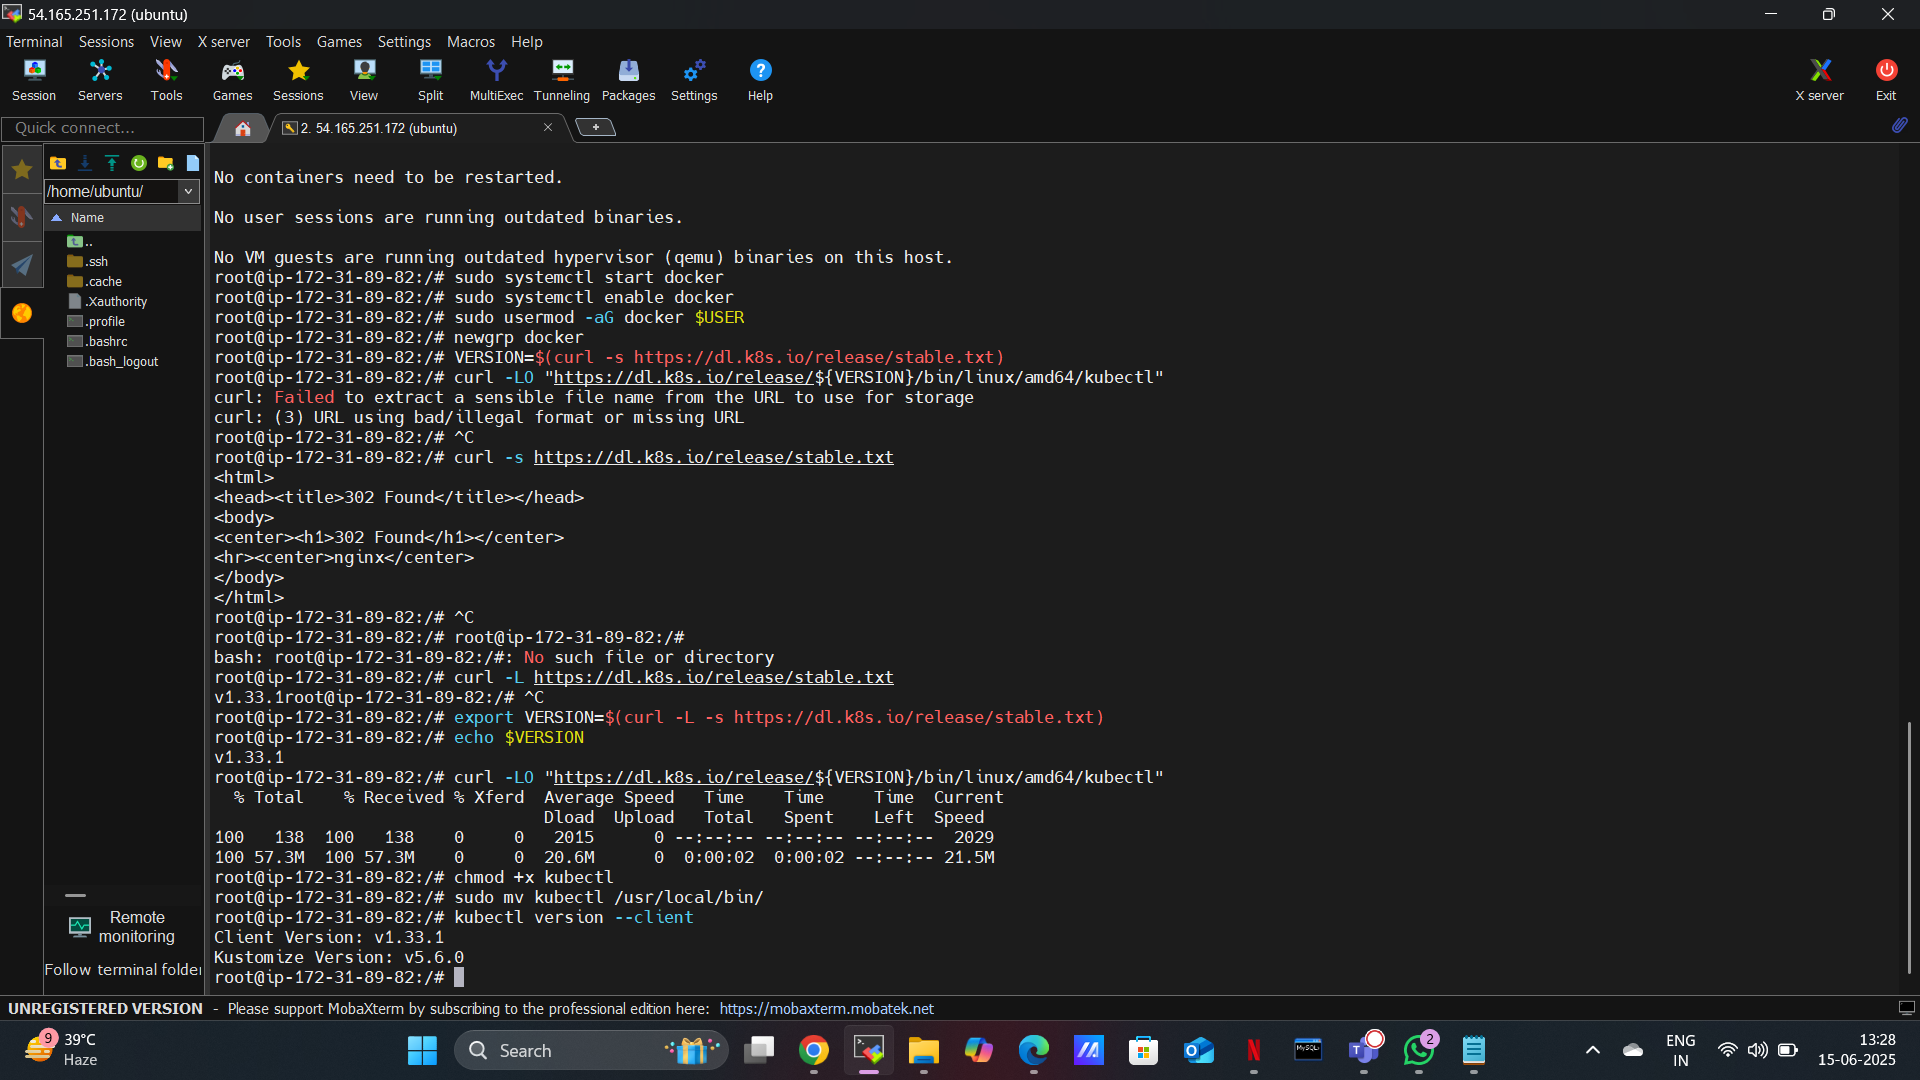 54.165.251.172 (ubuntu)
Terminal Sessions View X server Tools Games Settings Macros Help
Session Servers Tools Games Sessions View Split MultiExec Tunneling Packages Settings Help X server Exit
Quick connect...
2. 54.165.251.172 (ubuntu)
/home/ubuntu/
Name
..
.ssh
.cache
.Xauthority
.profile
.bashrc
.bash_logout
Remote
monitoring
Follow terminal folder
No containers need to be restarted.
No user sessions are running outdated binaries.
No VM guests are running outdated hypervisor (qemu) binaries on this host.
root@ip-172-31-89-82:/# sudo systemctl start docker
root@ip-172-31-89-82:/# sudo systemctl enable docker
root@ip-172-31-89-82:/# sudo usermod -aG docker $USER
root@ip-172-31-89-82:/# newgrp docker
root@ip-172-31-89-82:/# VERSION=$(curl -s https://dl.k8s.io/release/stable.txt)
root@ip-172-31-89-82:/# curl -LO "https://dl.k8s.io/release/${VERSION}/bin/linux/amd64/kubectl"
curl: Failed to extract a sensible file name from the URL to use for storage
curl: (3) URL using bad/illegal format or missing URL
root@ip-172-31-89-82:/# ^C
root@ip-172-31-89-82:/# curl -s https://dl.k8s.io/release/stable.txt
<html>
<head><title>302 Found</title></head>
<body>
<center><h1>302 Found</h1></center>
<hr><center>nginx</center>
</body>
</html>
root@ip-172-31-89-82:/# ^C
root@ip-172-31-89-82:/# root@ip-172-31-89-82:/#
bash: root@ip-172-31-89-82:/#: No such file or directory
root@ip-172-31-89-82:/# curl -L https://dl.k8s.io/release/stable.txt
v1.33.1root@ip-172-31-89-82:/# ^C
root@ip-172-31-89-82:/# export VERSION=$(curl -L -s https://dl.k8s.io/release/stable.txt)
root@ip-172-31-89-82:/# echo $VERSION
v1.33.1
root@ip-172-31-89-82:/# curl -LO "https://dl.k8s.io/release/${VERSION}/bin/linux/amd64/kubectl"
% Total % Received % Xferd Average Speed Time Time Time Current
Dload Upload Total Spent Left Speed
100 138 100 138 0 0 2015 0 --:--:-- --:--:-- --:--:-- 2029
100 57.3M 100 57.3M 0 0 20.6M 0 0:00:02 0:00:02 --:--:-- 21.5M
root@ip-172-31-89-82:/# chmod +x kubectl
root@ip-172-31-89-82:/# sudo mv kubectl /usr/local/bin/
root@ip-172-31-89-82:/# kubectl version --client
Client Version: v1.33.1
Kustomize Version: v5.6.0
root@ip-172-31-89-82:/#
UNREGISTERED VERSION - Please support MobaXterm by subscribing to the professional edition here: https://mobaxterm.mobatek.net
9
39°C
Haze
Search
MySQL
2
ENG
IN
13:28
15-06-2025